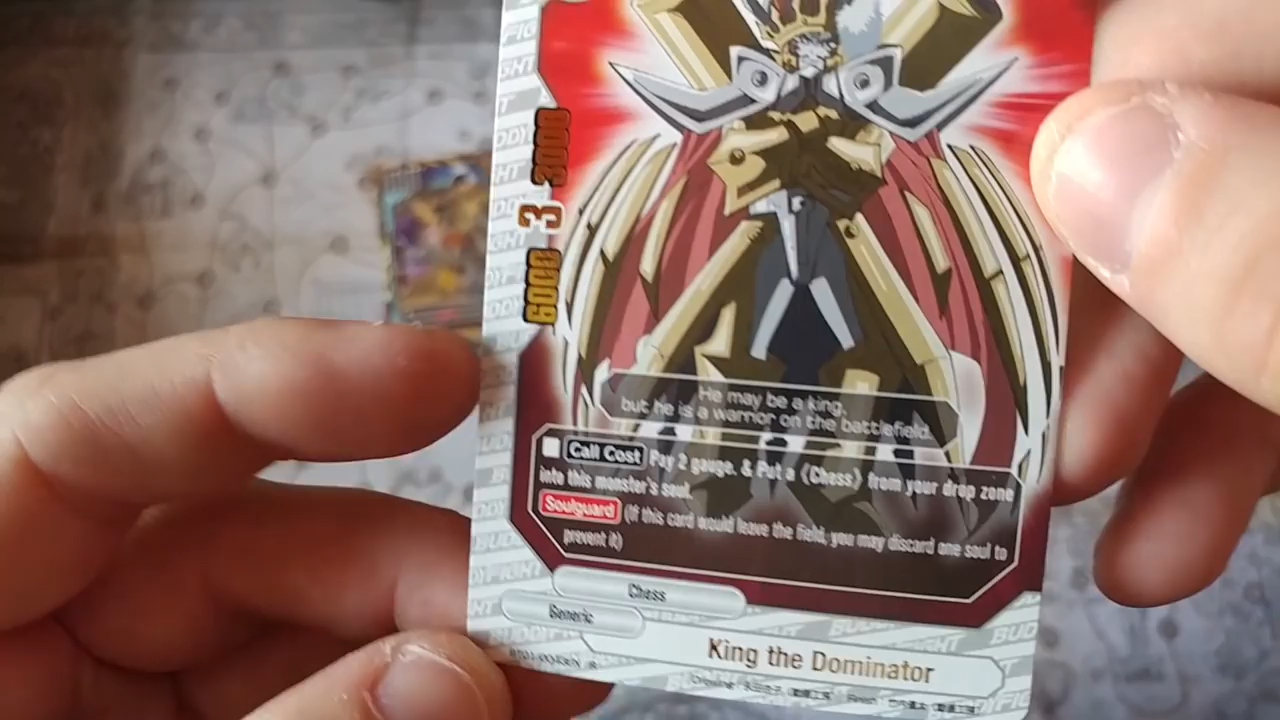 3000
3
6000
He may be a king,
but he is a warrior on the battlefield.
Call Cost Pay 2 gauge. & Put a 《Chess》 from your drop zone
into this monster's soul.
Soulguard (If this card would leave the field, you may discard one soul to
prevent it)
Chess
Generic
King the Dominator